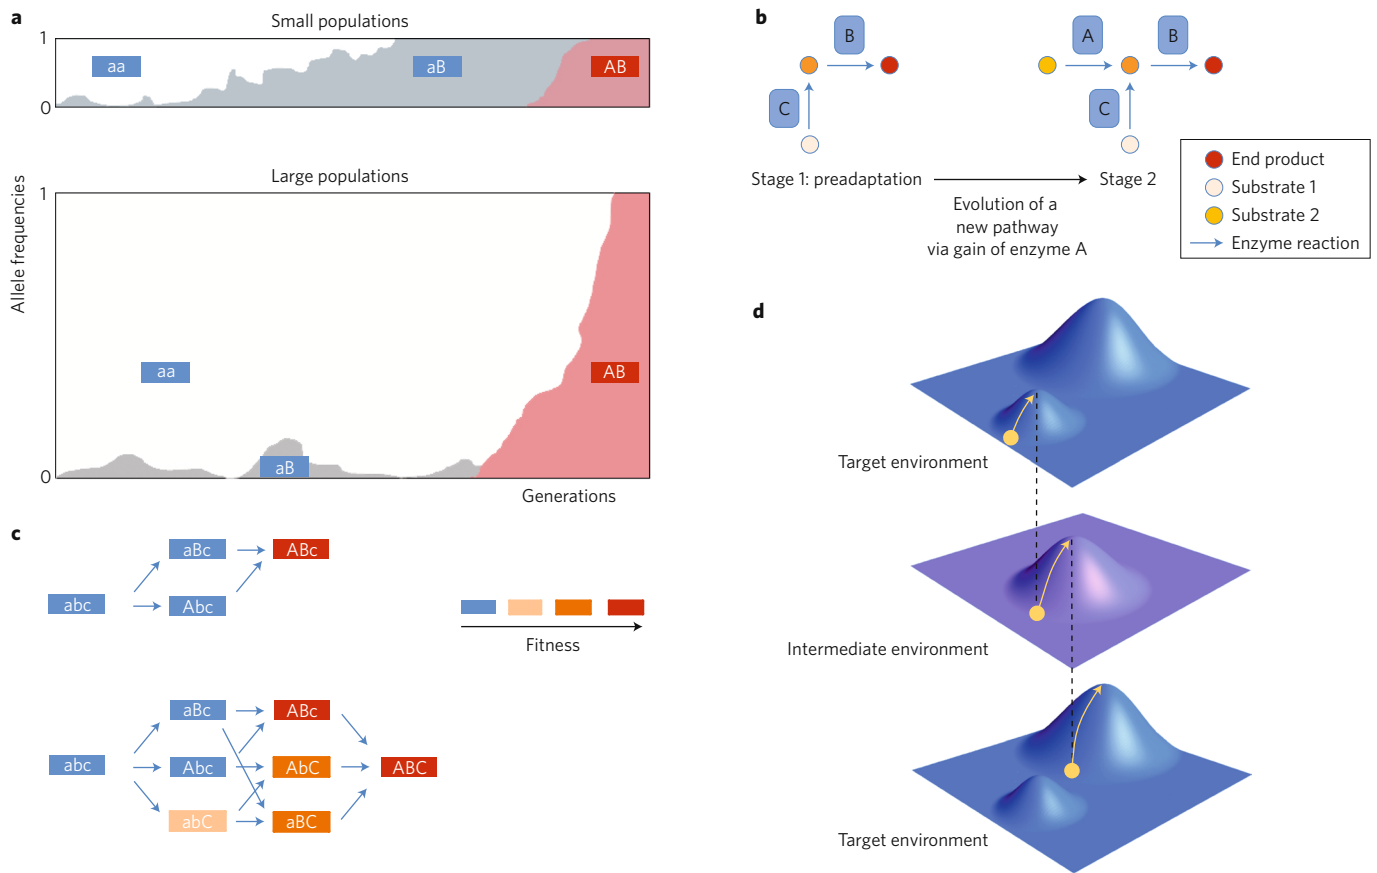 a
Small populations
1
aa
aB
AB
0
Large populations
1
Allele frequencies
aa
AB
aB
0
Generations
b
B
C
A
B
C
Stage 1: preadaptation
Stage 2
Evolution of a
new pathway
via gain of enzyme A
End product
Substrate 1
Substrate 2
Enzyme reaction
c
aBc
ABc
abc
Abc
Fitness
aBc
ABc
abc
Abc
AbC
ABC
abC
aBC
d
Target environment
Intermediate environment
Target environment